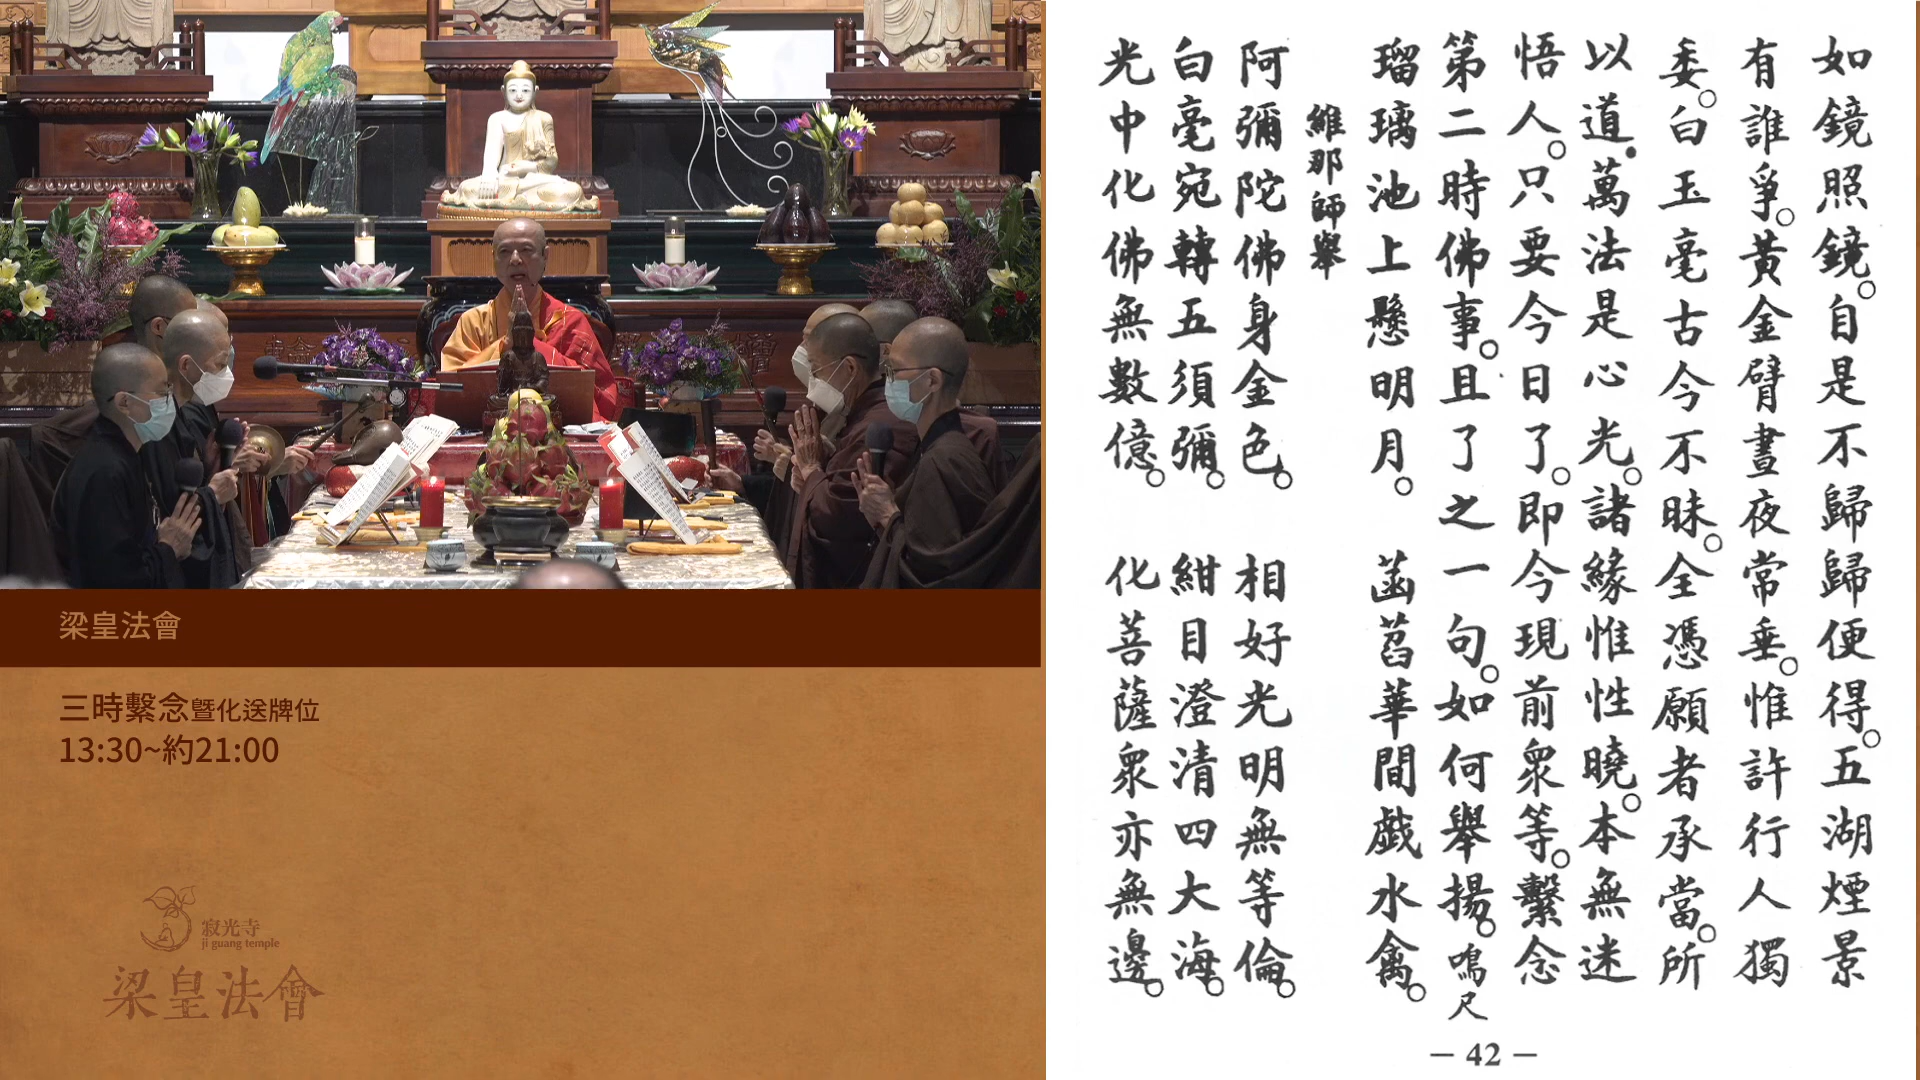 梁皇法會
三時繫念暨化送牌位
13:30~約21:00
寂光寺
ji guang temple
梁皇法會
如鏡照鏡。自是不歸歸便得。五湖煙景
有誰爭。黃金臂晝夜常垂。惟許行人獨
委。白玉毫古今不昧。全憑願者承當。所
以道．萬法是心光。諸緣惟性曉。本無迷
悟人。只要今日了。即今現前眾等。繫念
第二時佛事。且了之一句。如何舉揚。鳴尺
瑠璃池上懸明月。菡萏華間戲水禽。
維那師舉
阿彌陀佛身金色。相好光明無等倫。
白毫宛轉五須彌。紺目澄清四大海。
光中化佛無數億。化菩薩眾亦無邊。
— 42 —